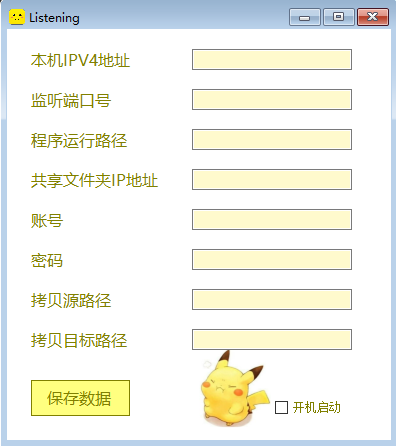 Listening
本机IPV4地址
监听端口号
程序运行路径
共享文件夹IP地址
账号
密码
拷贝源路径
拷贝目标路径
保存数据
开机启动